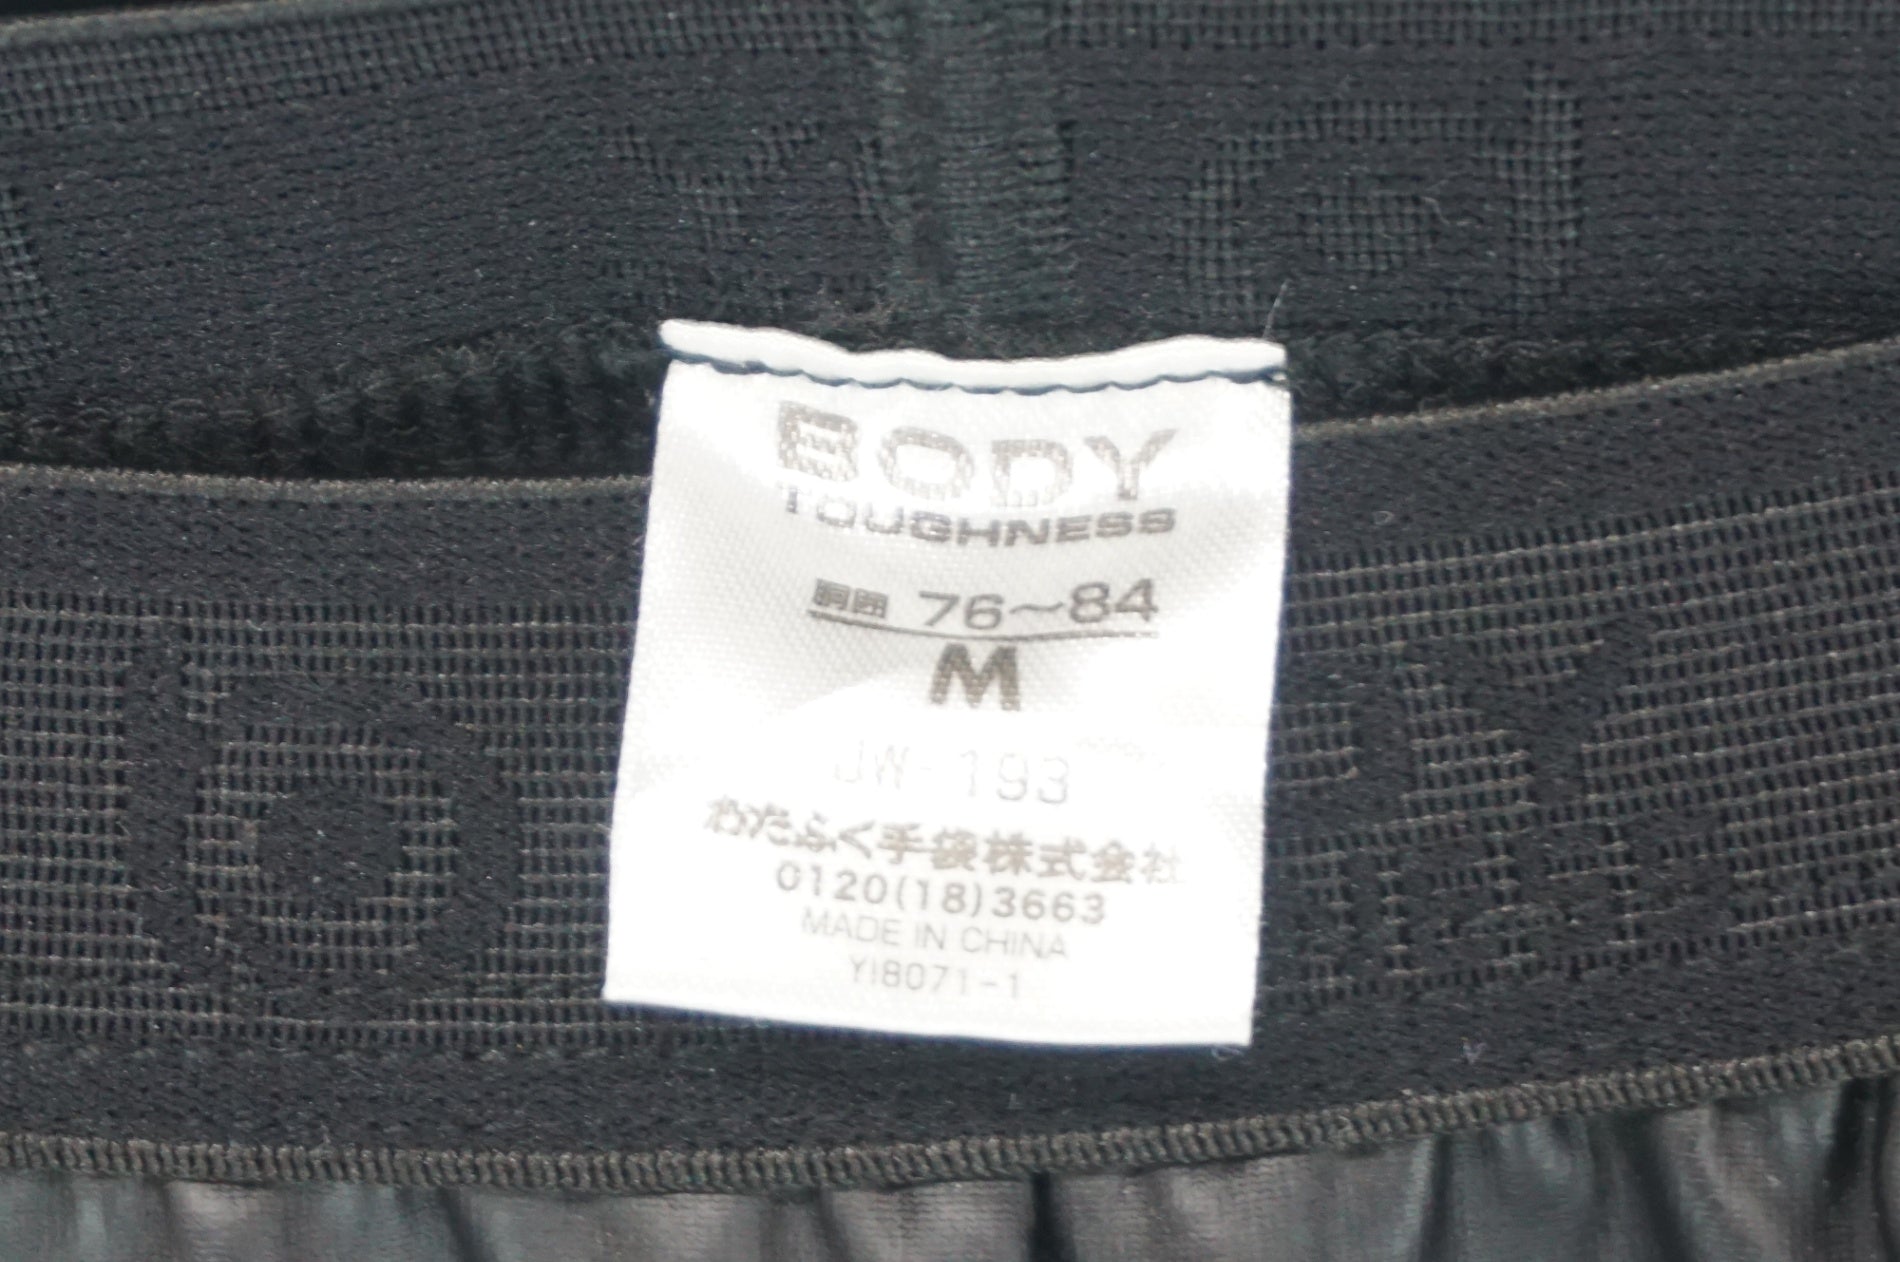 BODY
TOUGHNESS
胴囲 76~84
M
JW-193
おたふく手袋株式会社
0120(18)3663
MADE IN CHINA
YI8071-1